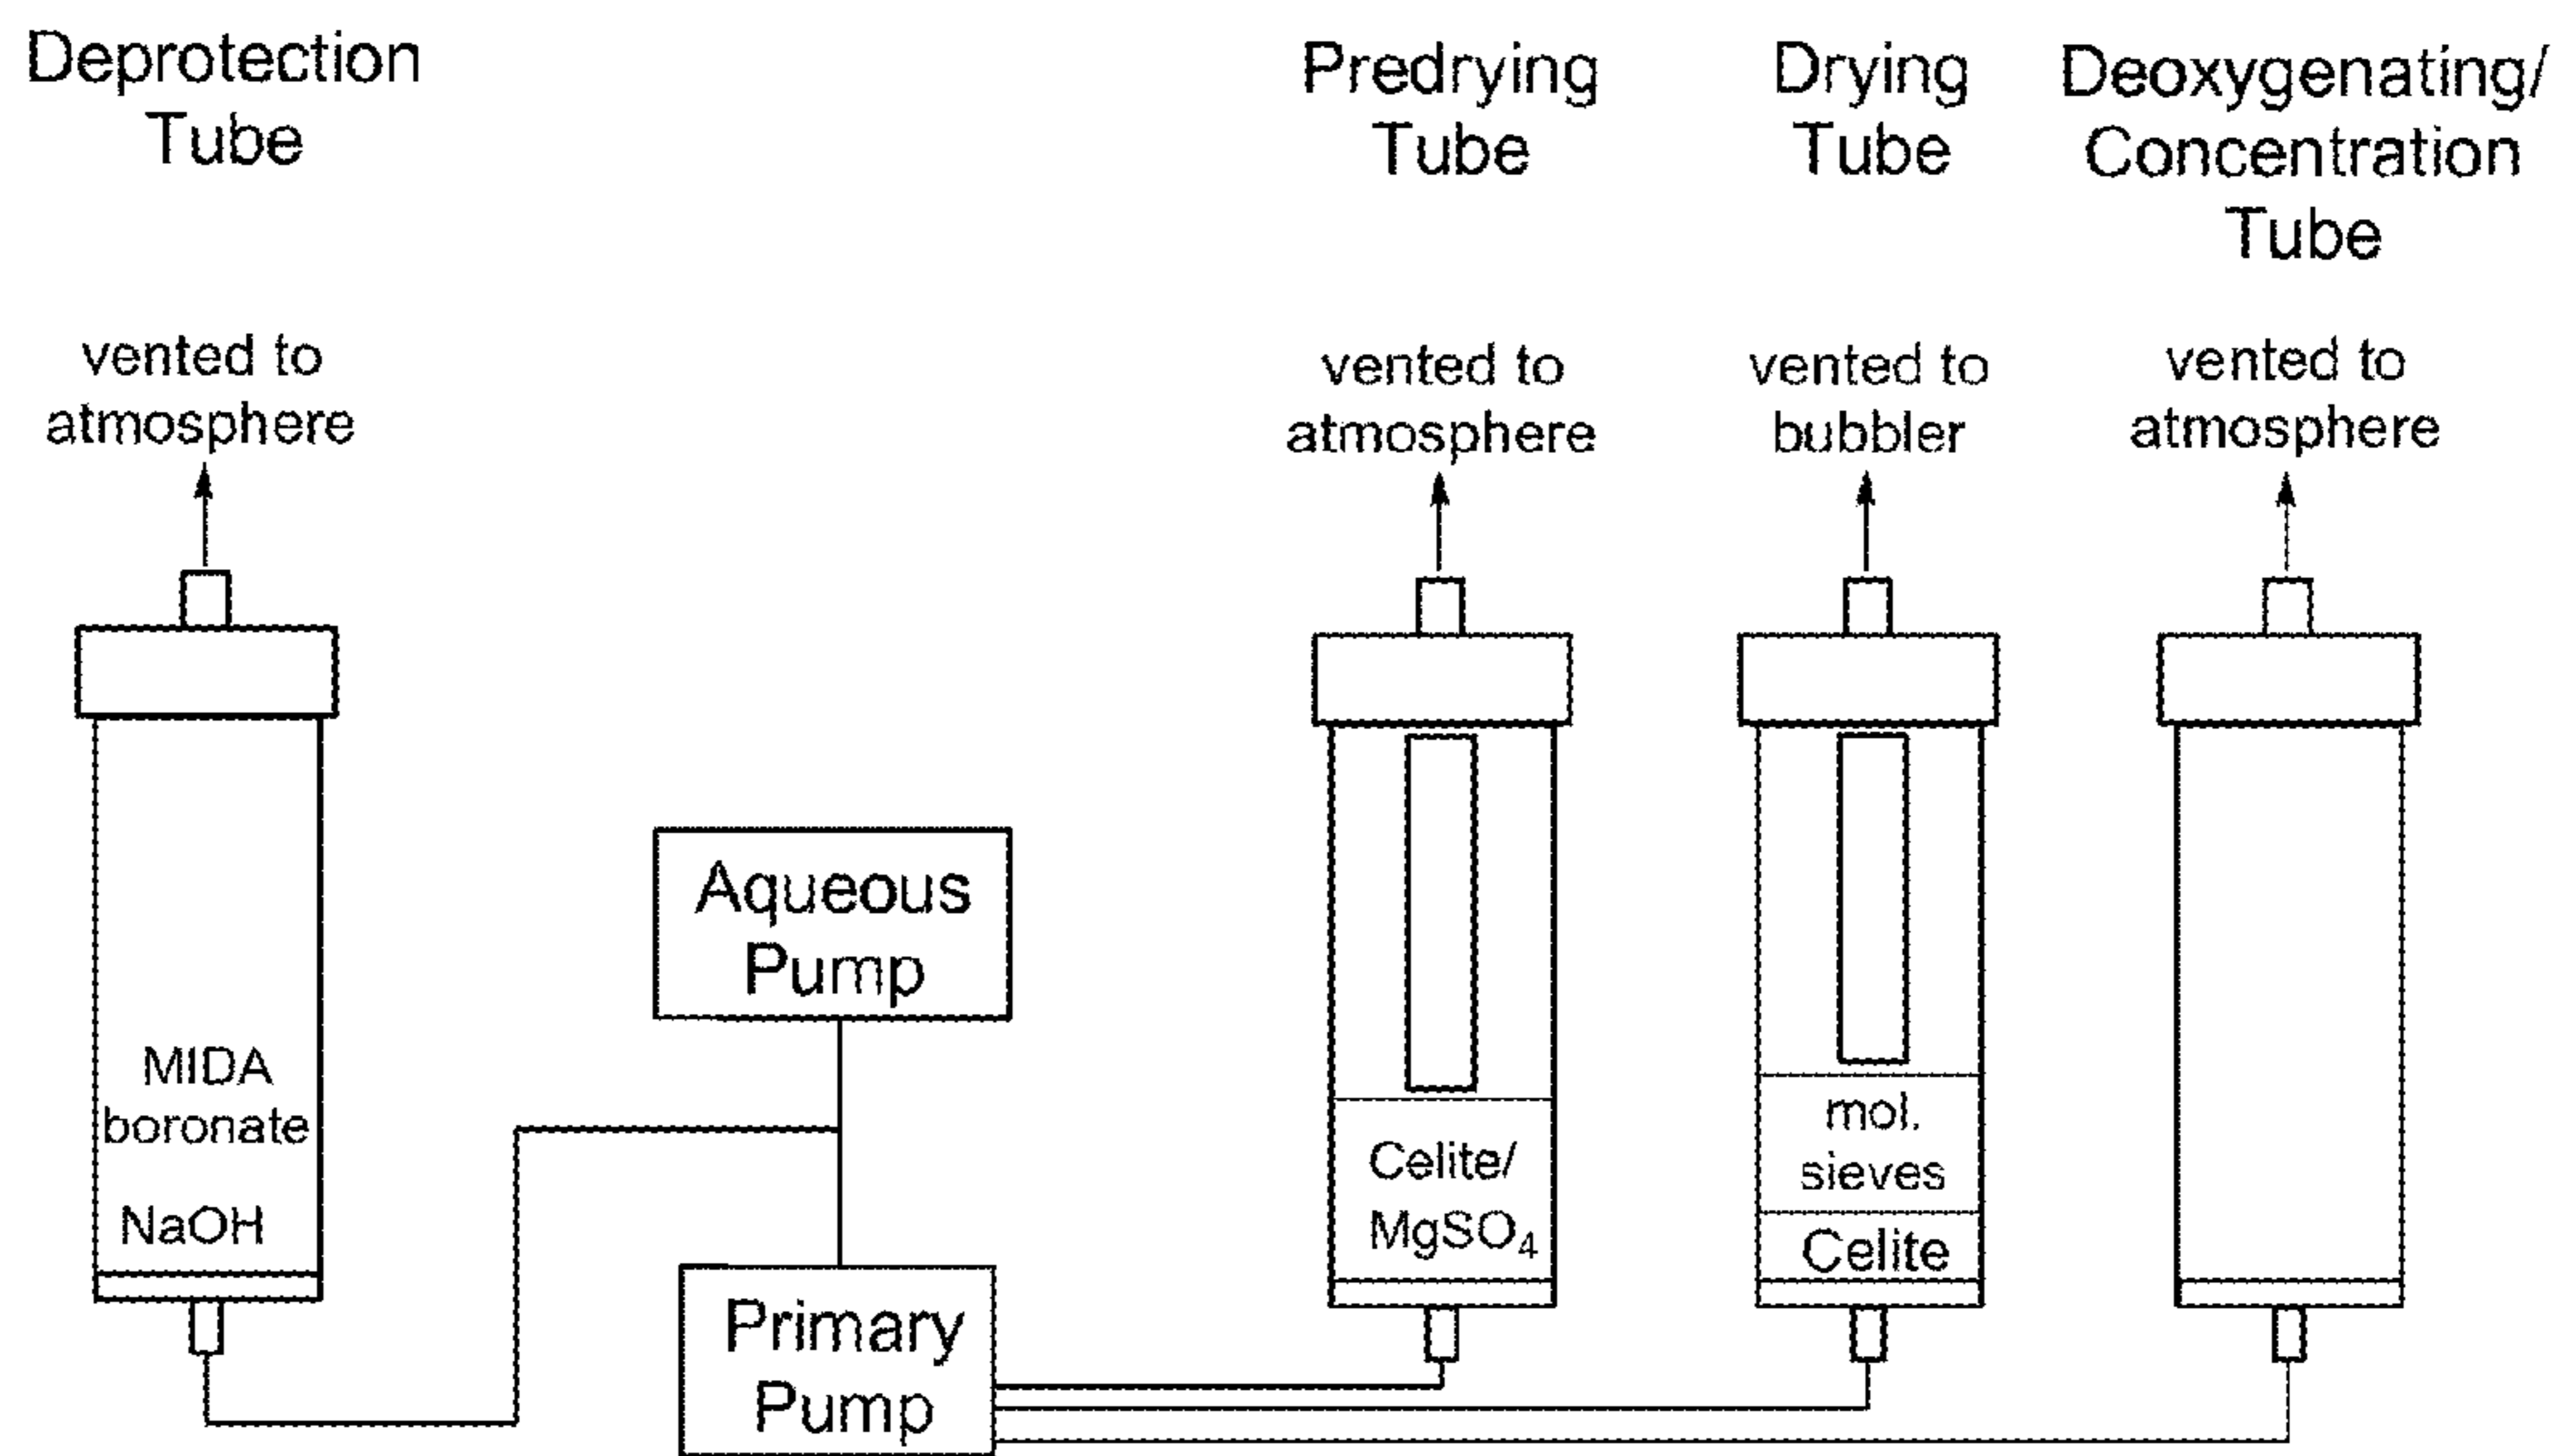 Deprotection
Tube
Predrying
Tube
Drying
Tube
Deoxygenating/
Concentration
Tube
vented to
atmosphere
vented to
atmosphere
vented to
bubbler
vented to
atmosphere
Aqueous
Pump
MIDA
boronate
NaOH
Primary
Pump
Celite/
MgSO₄
mol.
sieves
Celite